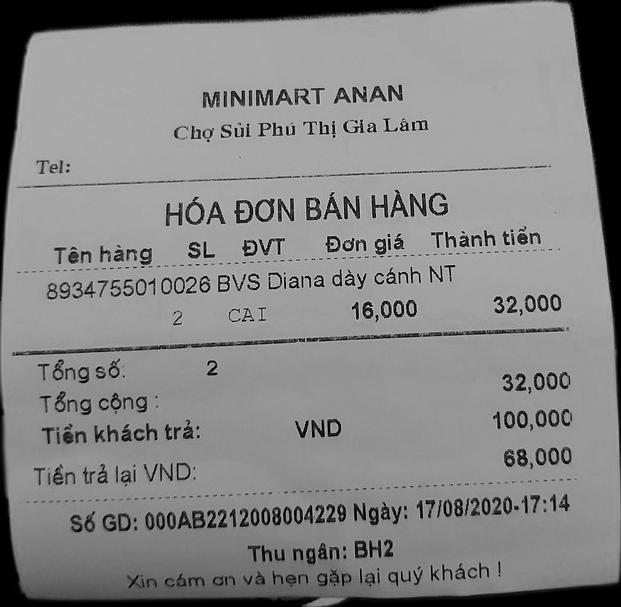 MINIMART ANAN
Chợ Sủi Phú Thị Gia Lâm
Tel:
HÓA ĐƠN BÁN HÀNG
Tên hàng SL ĐVT Đơn giá Thành tiền
8934755010026 BVS Diana dày cánh NT
2 CAI 16,000 32,000
Tổng số: 2
Tổng cộng : 32,000
Tiền khách trả: VND 100,000
Tiền trả lại VND: 68,000
Số GD: 000AB2212008004229 Ngày: 17/08/2020-17:14
Thu ngân: BH2
Xin cám ơn và hẹn gặp lại quý khách !